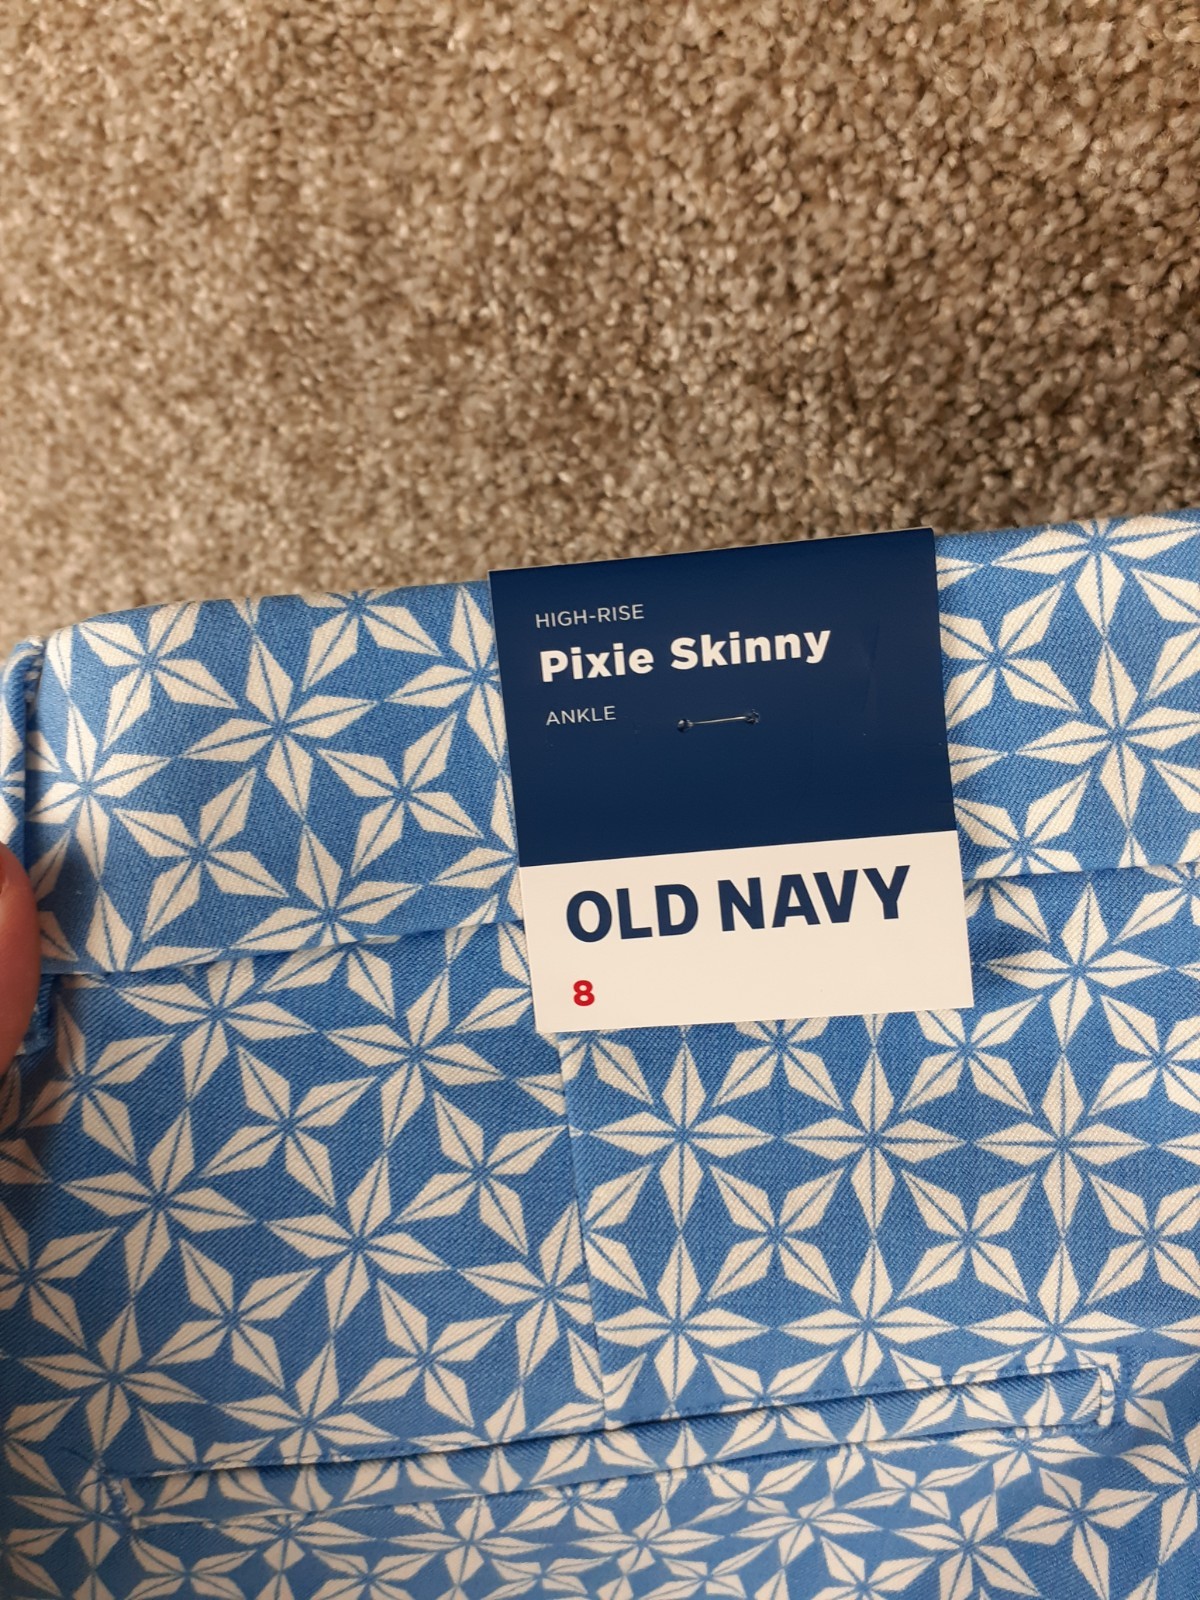 HIGH-RISE
Pixie Skinny
ANKLE
OLD NAVY
8